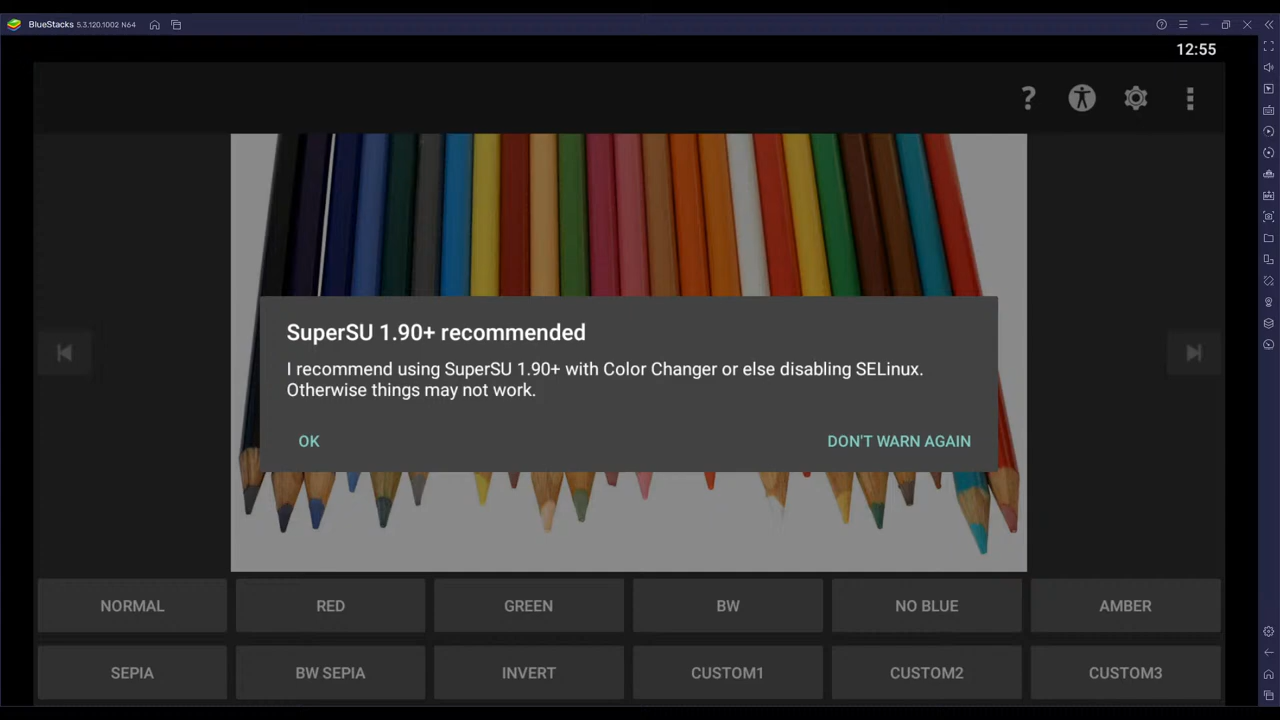 BlueStacks 5.3.120.1002 N64
12:55
?
SuperSU 1.90+ recommended
I recommend using SuperSU 1.90+ with Color Changer or else disabling SELinux.
Otherwise things may not work.
OK DON'T WARN AGAIN
NORMAL RED GREEN BW NO BLUE AMBER
SEPIA BW SEPIA INVERT CUSTOM1 CUSTOM2 CUSTOM3